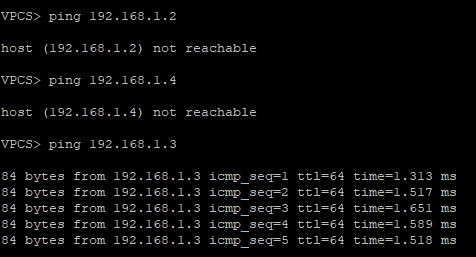 VPCS> ping 192.168.1.2
host (192.168.1.2) not reachable
VPCS> ping 192.168.1.4
host (192.168.1.4) not reachable
VPCS> ping 192.168.1.3
84 bytes from 192.168.1.3 icmp_seq=1 ttl=64 time=1.313 ms
84 bytes from 192.168.1.3 icmp_seq=2 ttl=64 time=1.517 ms
84 bytes from 192.168.1.3 icmp_seq=3 ttl=64 time=1.651 ms
84 bytes from 192.168.1.3 icmp_seq=4 ttl=64 time=1.589 ms
84 bytes from 192.168.1.3 icmp_seq=5 ttl=64 time=1.518 ms